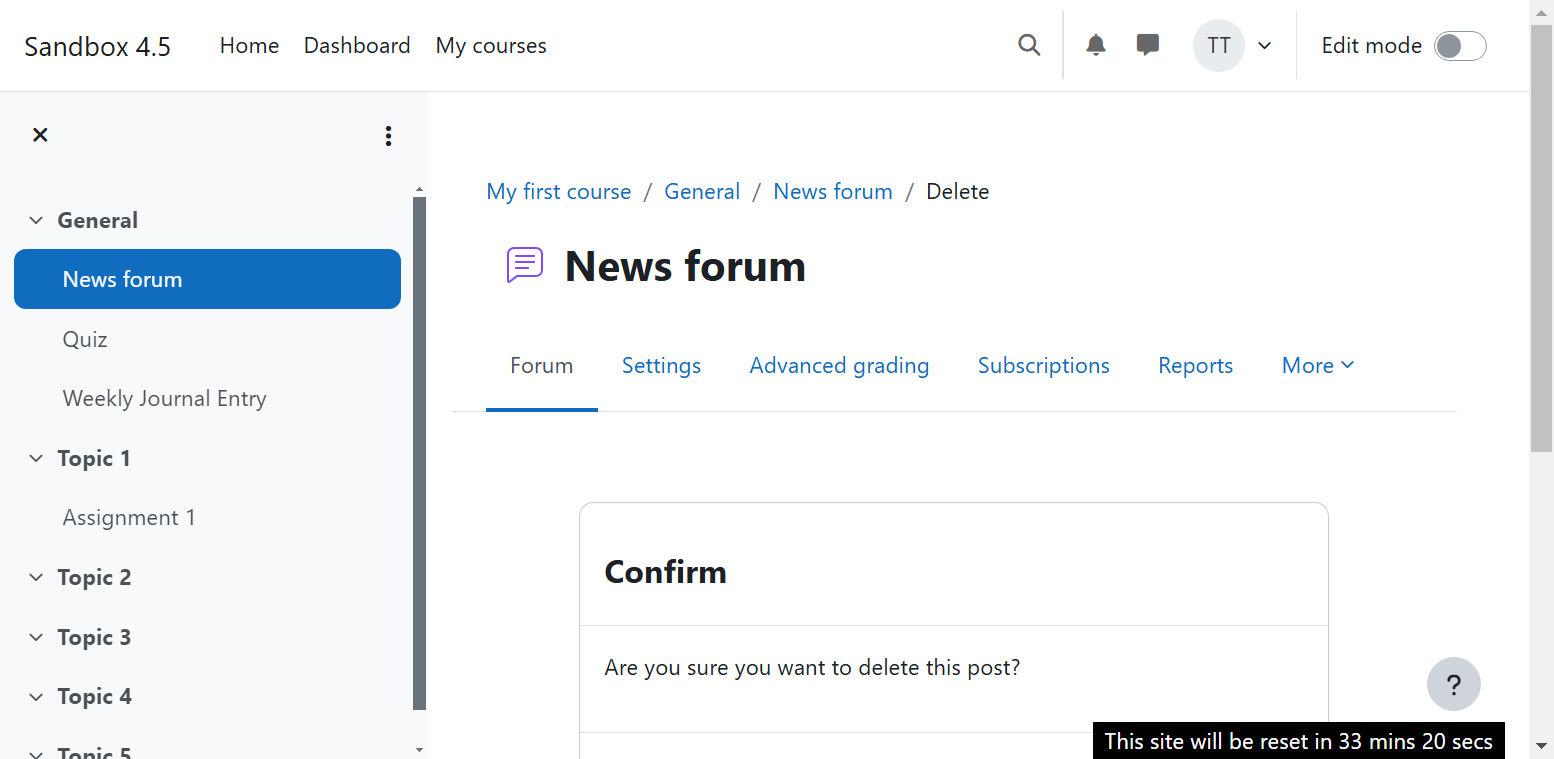 Sandbox 4.5 Home Dashboard My courses TT Edit mode
General
News forum
Quiz
Weekly Journal Entry
Topic 1
Assignment 1
Topic 2
Topic 3
Topic 4
Topic 5
My first course / General / News forum / Delete
News forum
Forum Settings Advanced grading Subscriptions Reports More
Confirm
Are you sure you want to delete this post?
?
This site will be reset in 33 mins 20 secs